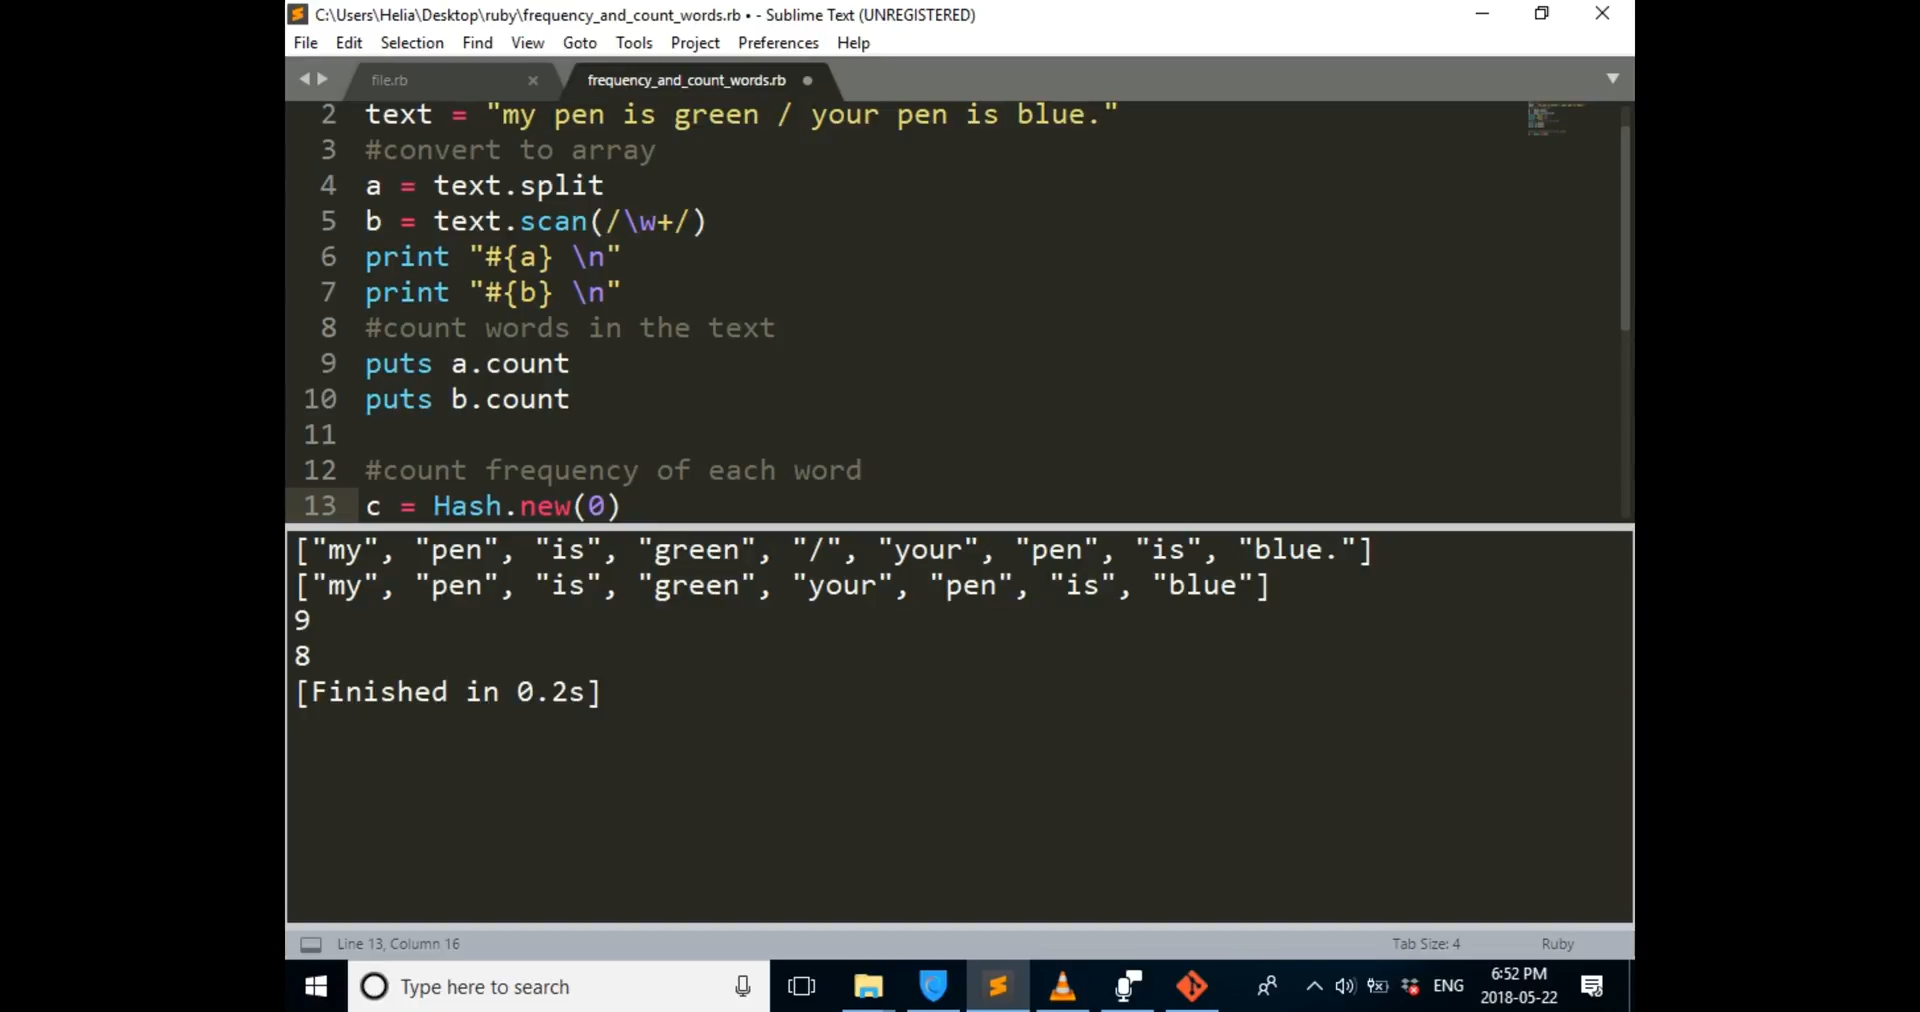 C:\Users\Helia\Desktop\ruby\frequency_and_count_words.rb • - Sublime Text (UNREGISTERED)
File Edit Selection Find View Goto Tools Project Preferences Help
file.rb frequency_and_count_words.rb
2 text = "my pen is green / your pen is blue."
3 #convert to array
4 a = text.split
5 b = text.scan(/\w+/)
6 print "#{a} \n"
7 print "#{b} \n"
8 #count words in the text
9 puts a.count
10 puts b.count
11
12 #count frequency of each word
13 c = Hash.new(0)
["my", "pen", "is", "green", "/", "your", "pen", "is", "blue."]
["my", "pen", "is", "green", "your", "pen", "is", "blue"]
9
8
[Finished in 0.2s]
Line 13, Column 16 Tab Size: 4 Ruby
Type here to search ENG 6:52 PM
2018-05-22